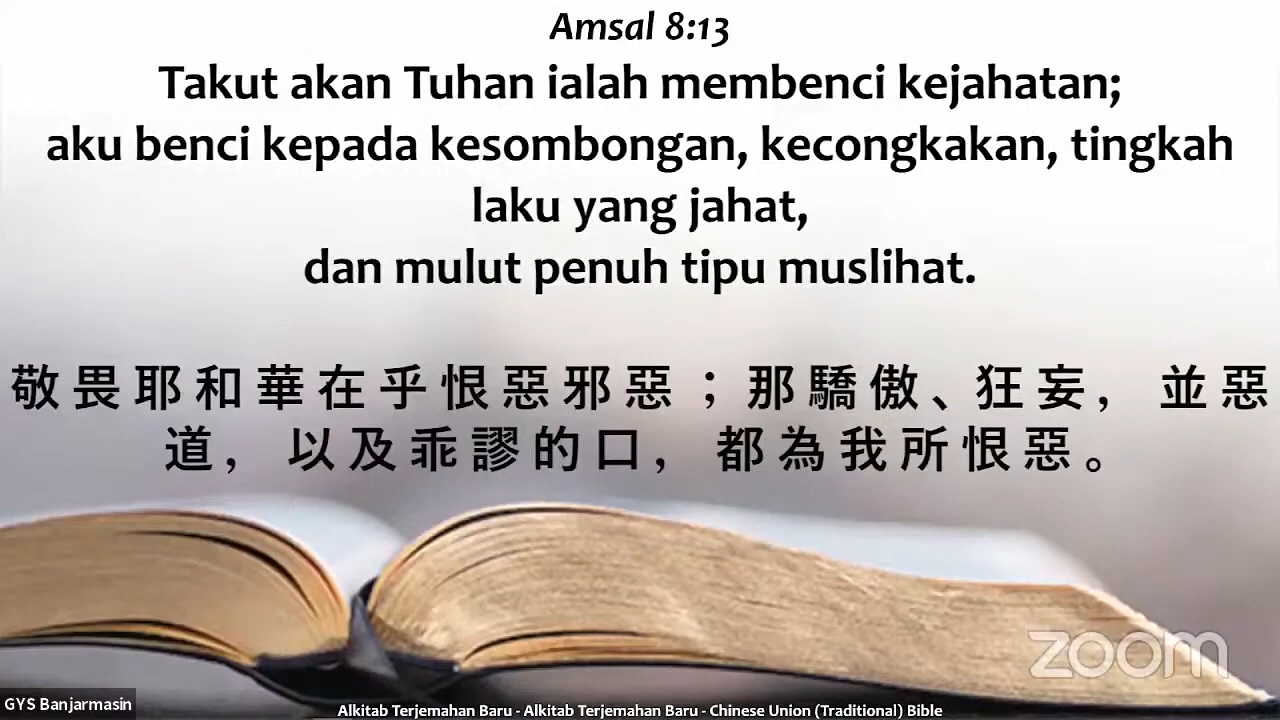 Amsal 8:13
Takut akan Tuhan ialah membenci kejahatan;
aku benci kepada kesombongan, kecongkakan, tingkah
laku yang jahat,
dan mulut penuh tipu muslihat.
敬畏耶和華在乎恨惡邪惡；那驕傲、狂妄，並惡
道，以及乖謬的口，都為我所恨惡。
zoom
GYS Banjarmasin
Alkitab Terjemahan Baru - Alkitab Terjemahan Baru - Chinese Union (Traditional) Bible